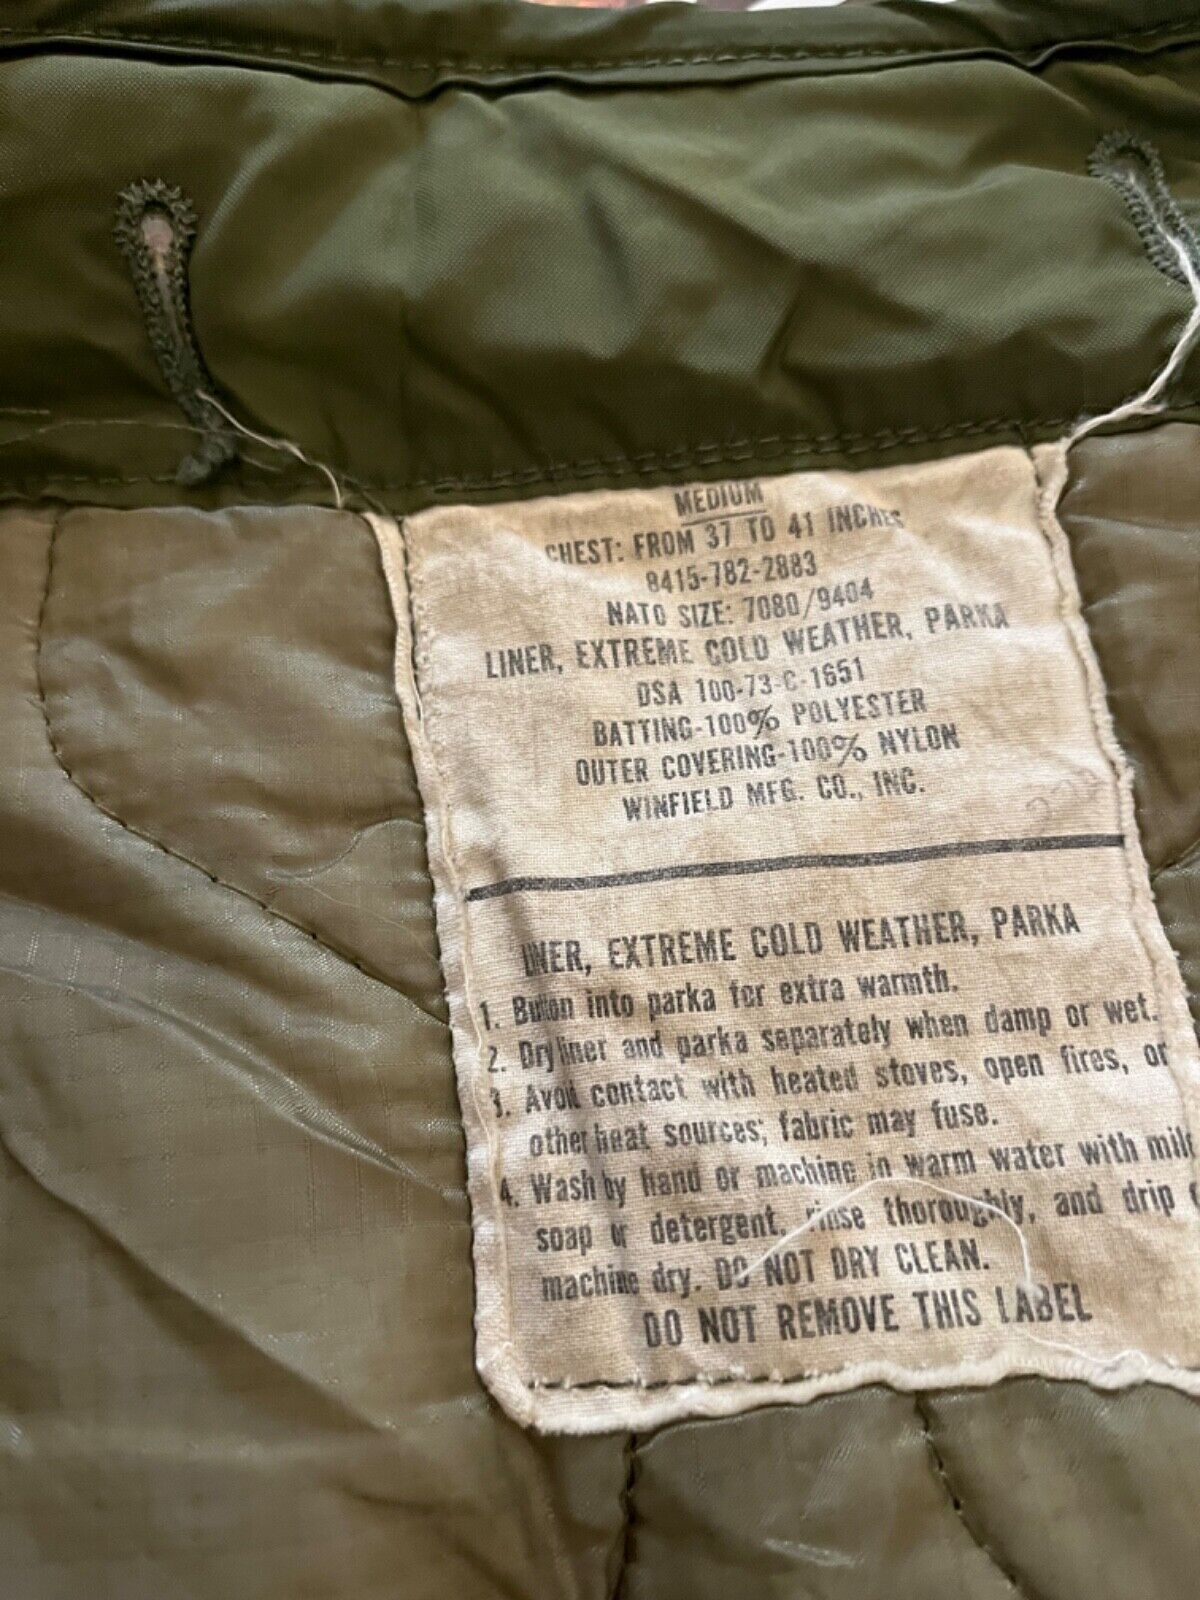 MEDIUM
CHEST: FROM 37 TO 41 INCHES
8415-782-2883
NATO SIZE: 7080/9404
LINER, EXTREME COLD WEATHER, PARKA
DSA 100-73-C-1651
BATTING-100% POLYESTER
OUTER COVERING-100% NYLON
WINFIELD MFG. CO., INC.
LINER, EXTREME COLD WEATHER, PARKA
1. Button into parka for extra warmth.
2. Dry liner and parka separately when damp or wet.
3. Avoid contact with heated stoves, open fires, or
other heat sources; fabric may fuse.
4. Wash by hand or machine in warm water with mild
soap or detergent, rinse thoroughly, and drip
machine dry. DO NOT DRY CLEAN.
DO NOT REMOVE THIS LABEL